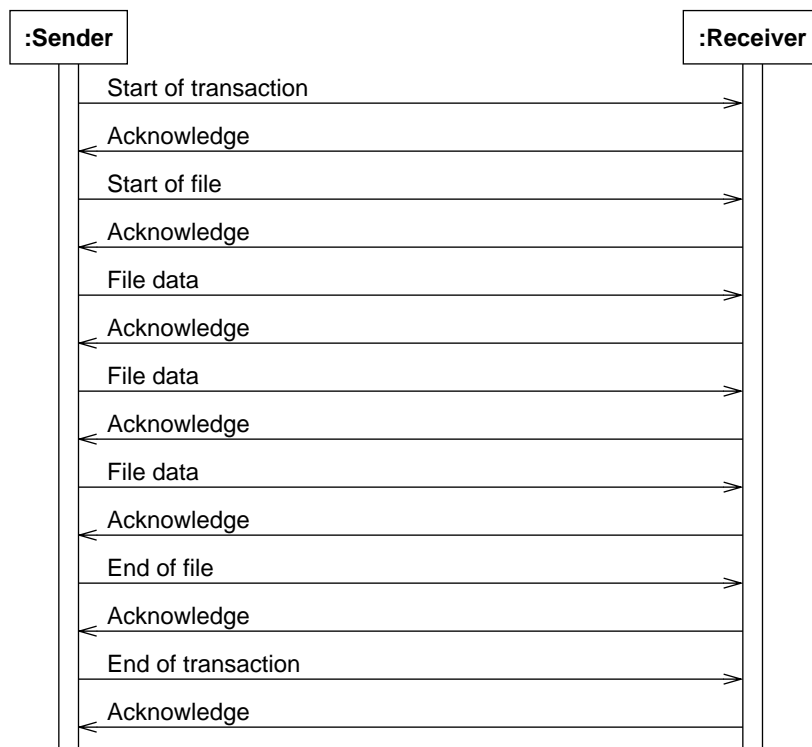 :Sender :Receiver
Start of transaction
Acknowledge
Start of file
Acknowledge
File data
Acknowledge
File data
Acknowledge
File data
Acknowledge
End of file
Acknowledge
End of transaction
Acknowledge